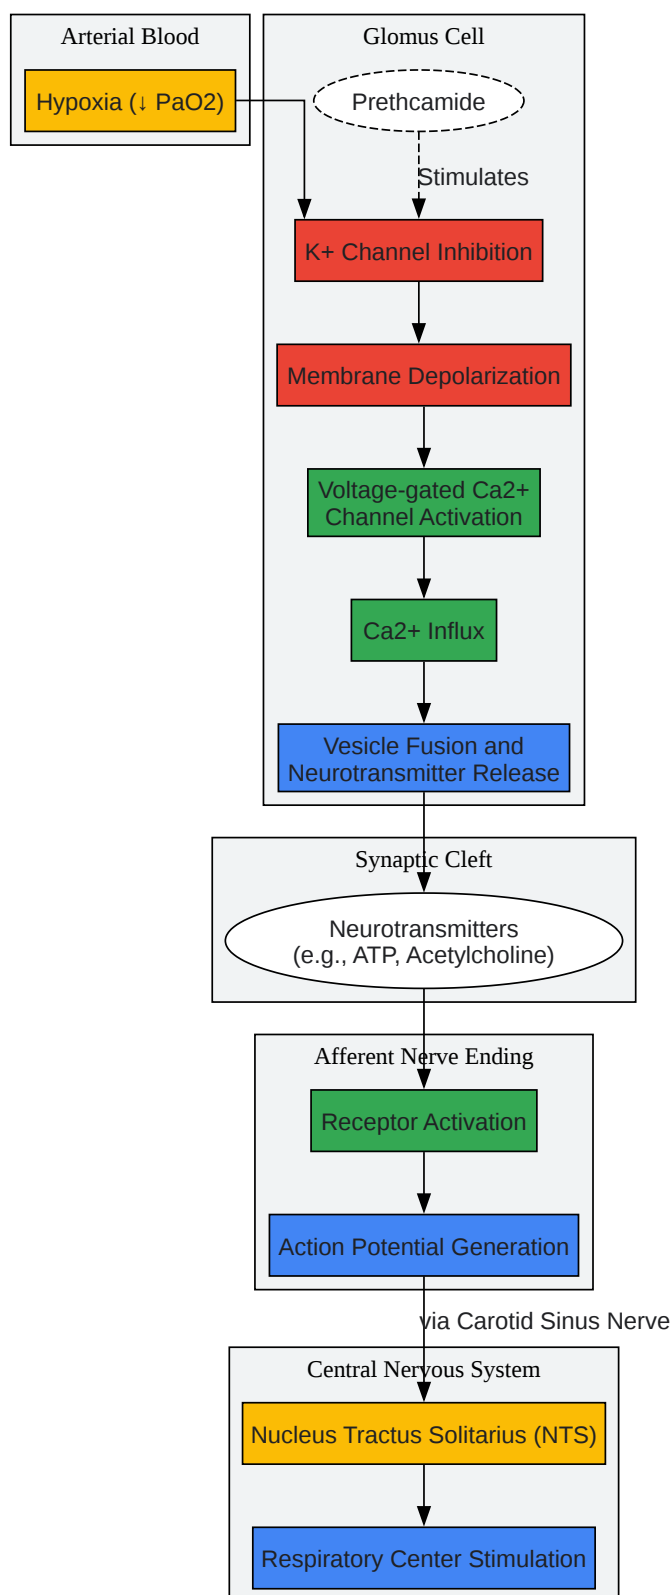 Arterial Blood
Glomus Cell
Hypoxia (↓ PaO2)
Prethcamide
Stimulates
K+ Channel Inhibition
Membrane Depolarization
Voltage-gated Ca2+
Channel Activation
Ca2+ Influx
Vesicle Fusion and
Neurotransmitter Release
Synaptic Cleft
Neurotransmitters
(e.g., ATP, Acetylcholine)
Afferent Nerve Ending
Receptor Activation
Action Potential Generation
via Carotid Sinus Nerve
Central Nervous System
Nucleus Tractus Solitarius (NTS)
Respiratory Center Stimulation